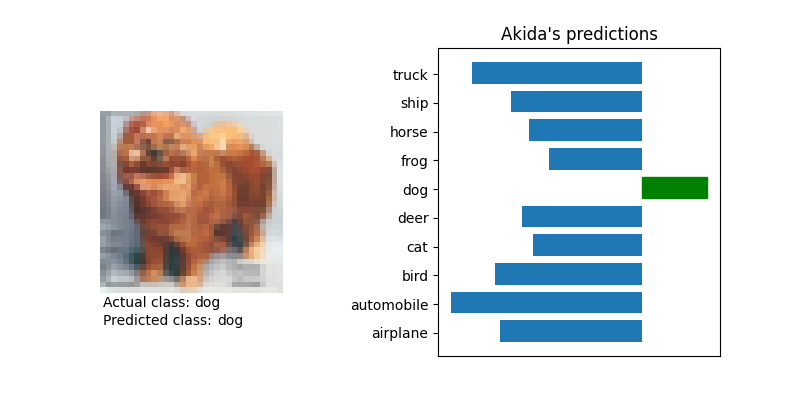 Akida's predictions
truck
ship
horse
frog
dog
deer
cat
bird
automobile
airplane
Actual class: dog
Predicted class: dog